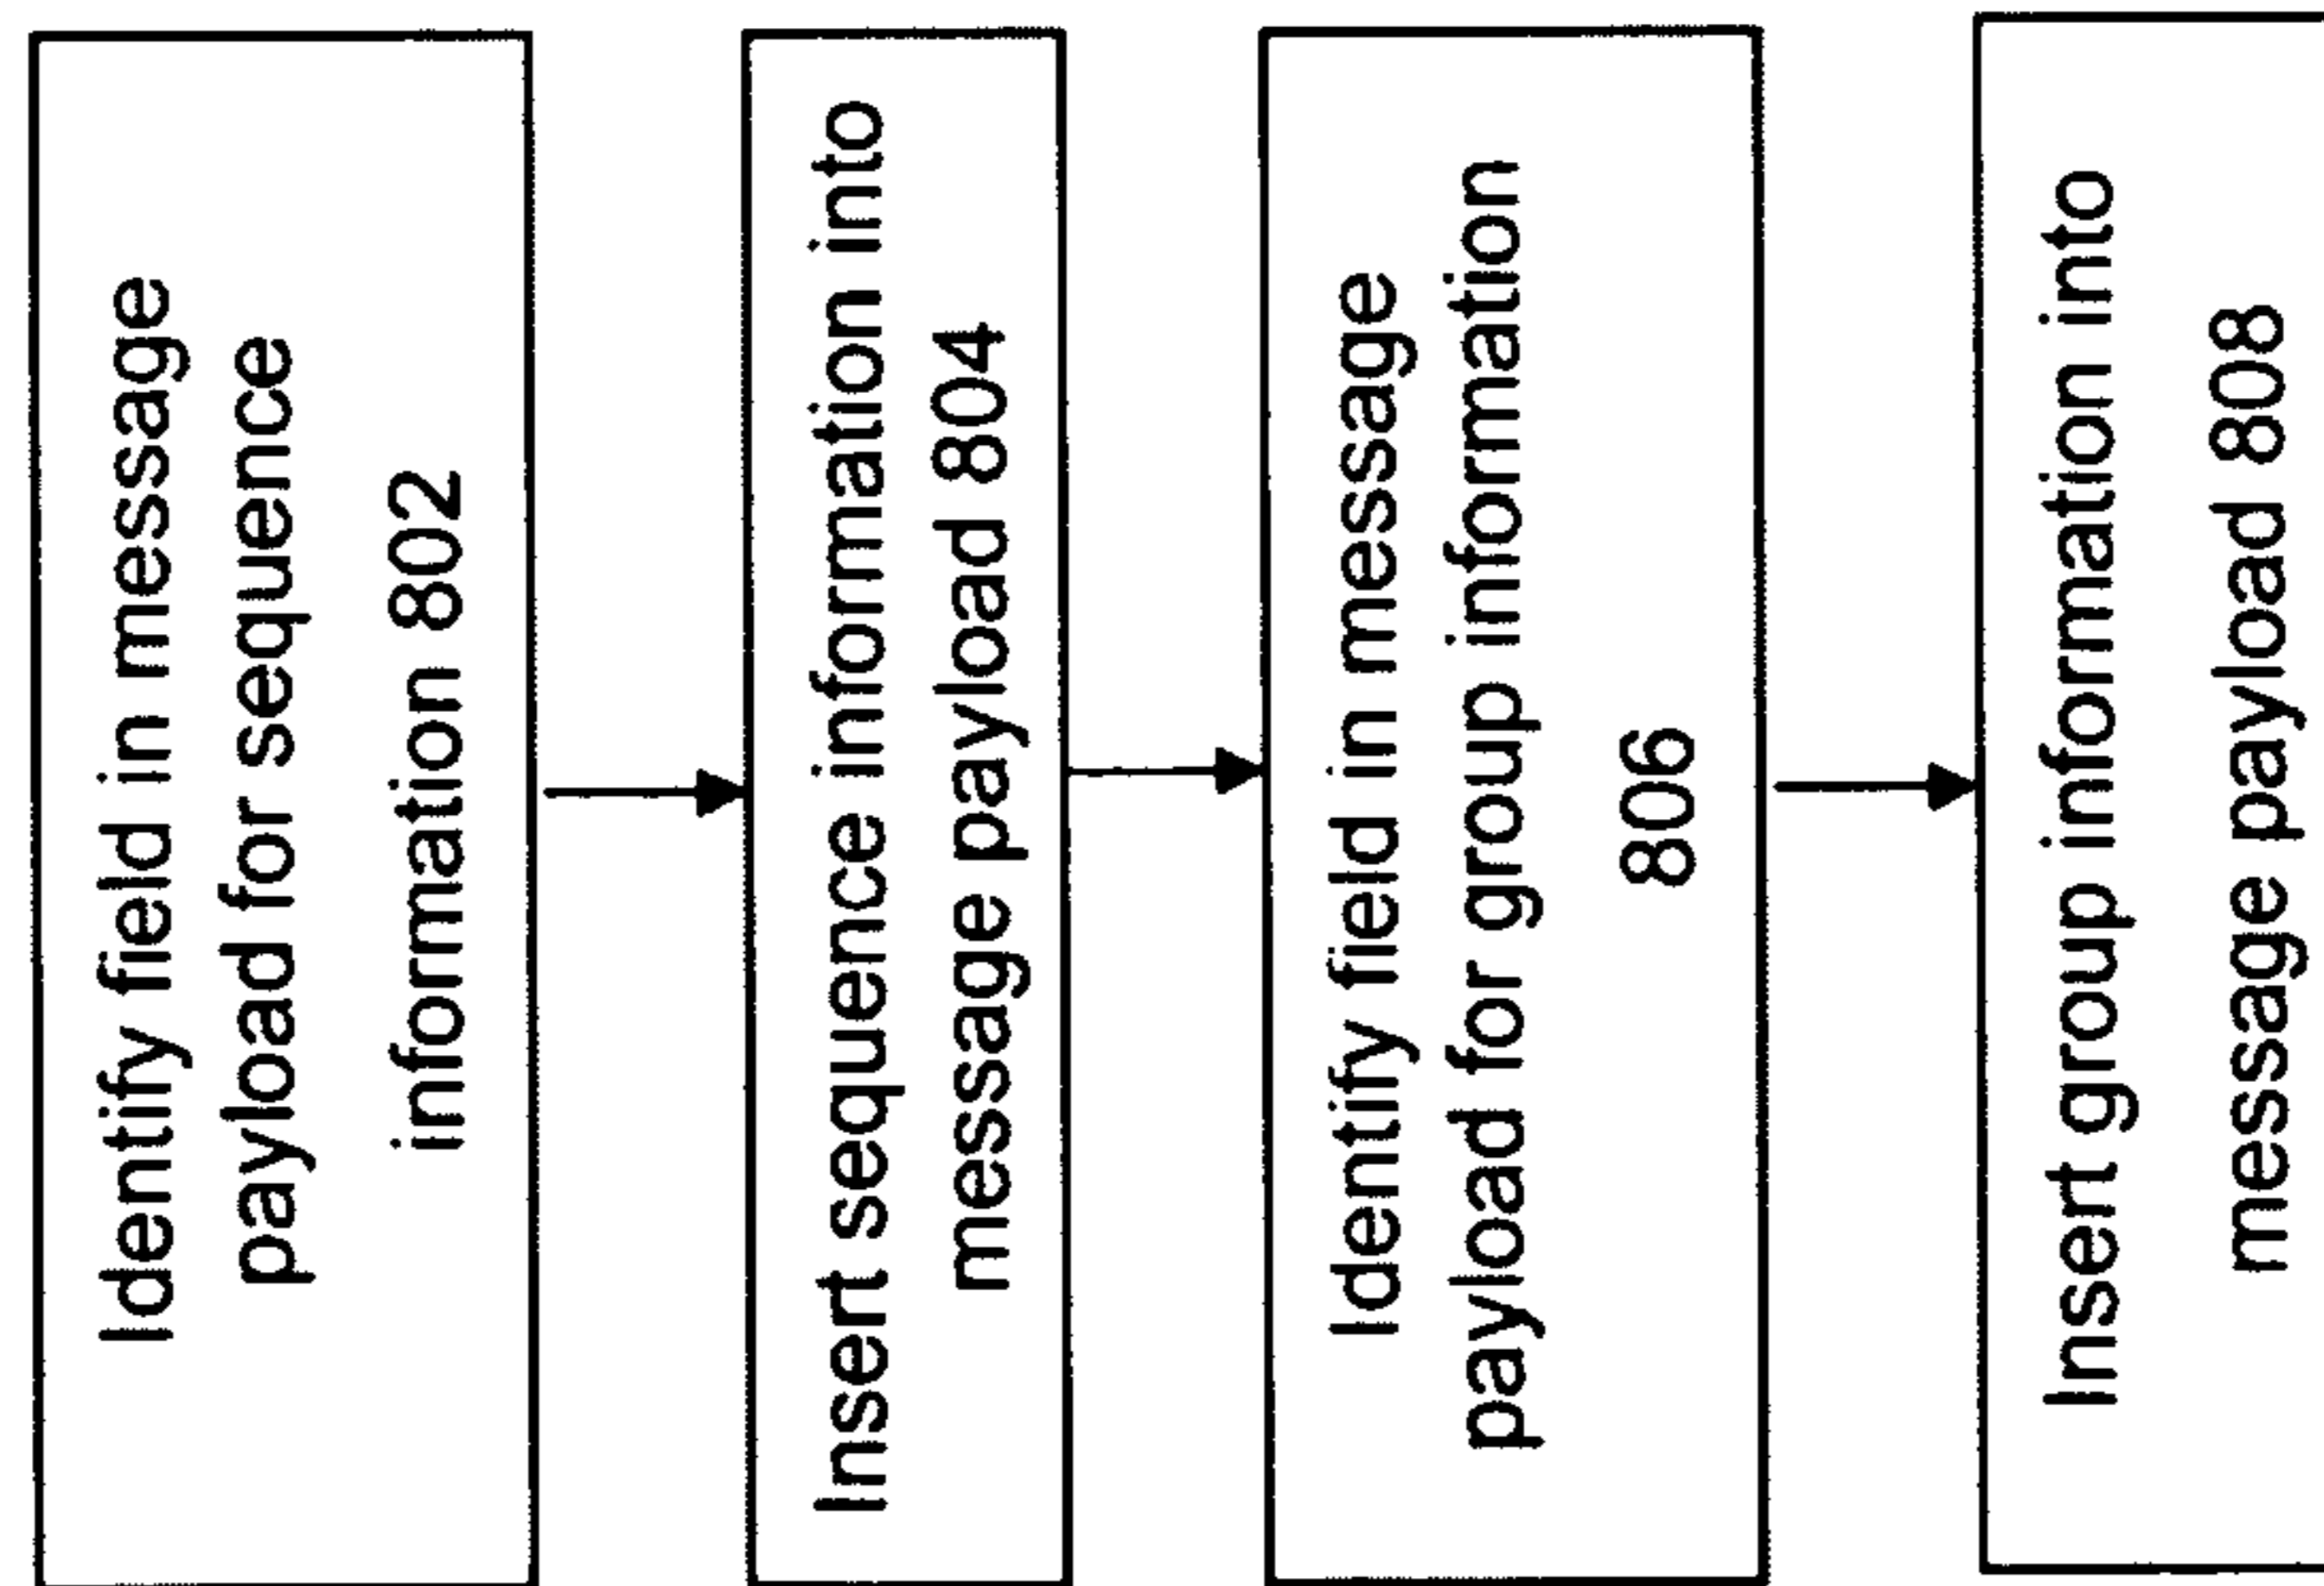 Identify field in message
payload for sequence
information 802
Insert sequence information into
message payload 804
Identify field in message
payload for group information
806
Insert group information into
message payload 808